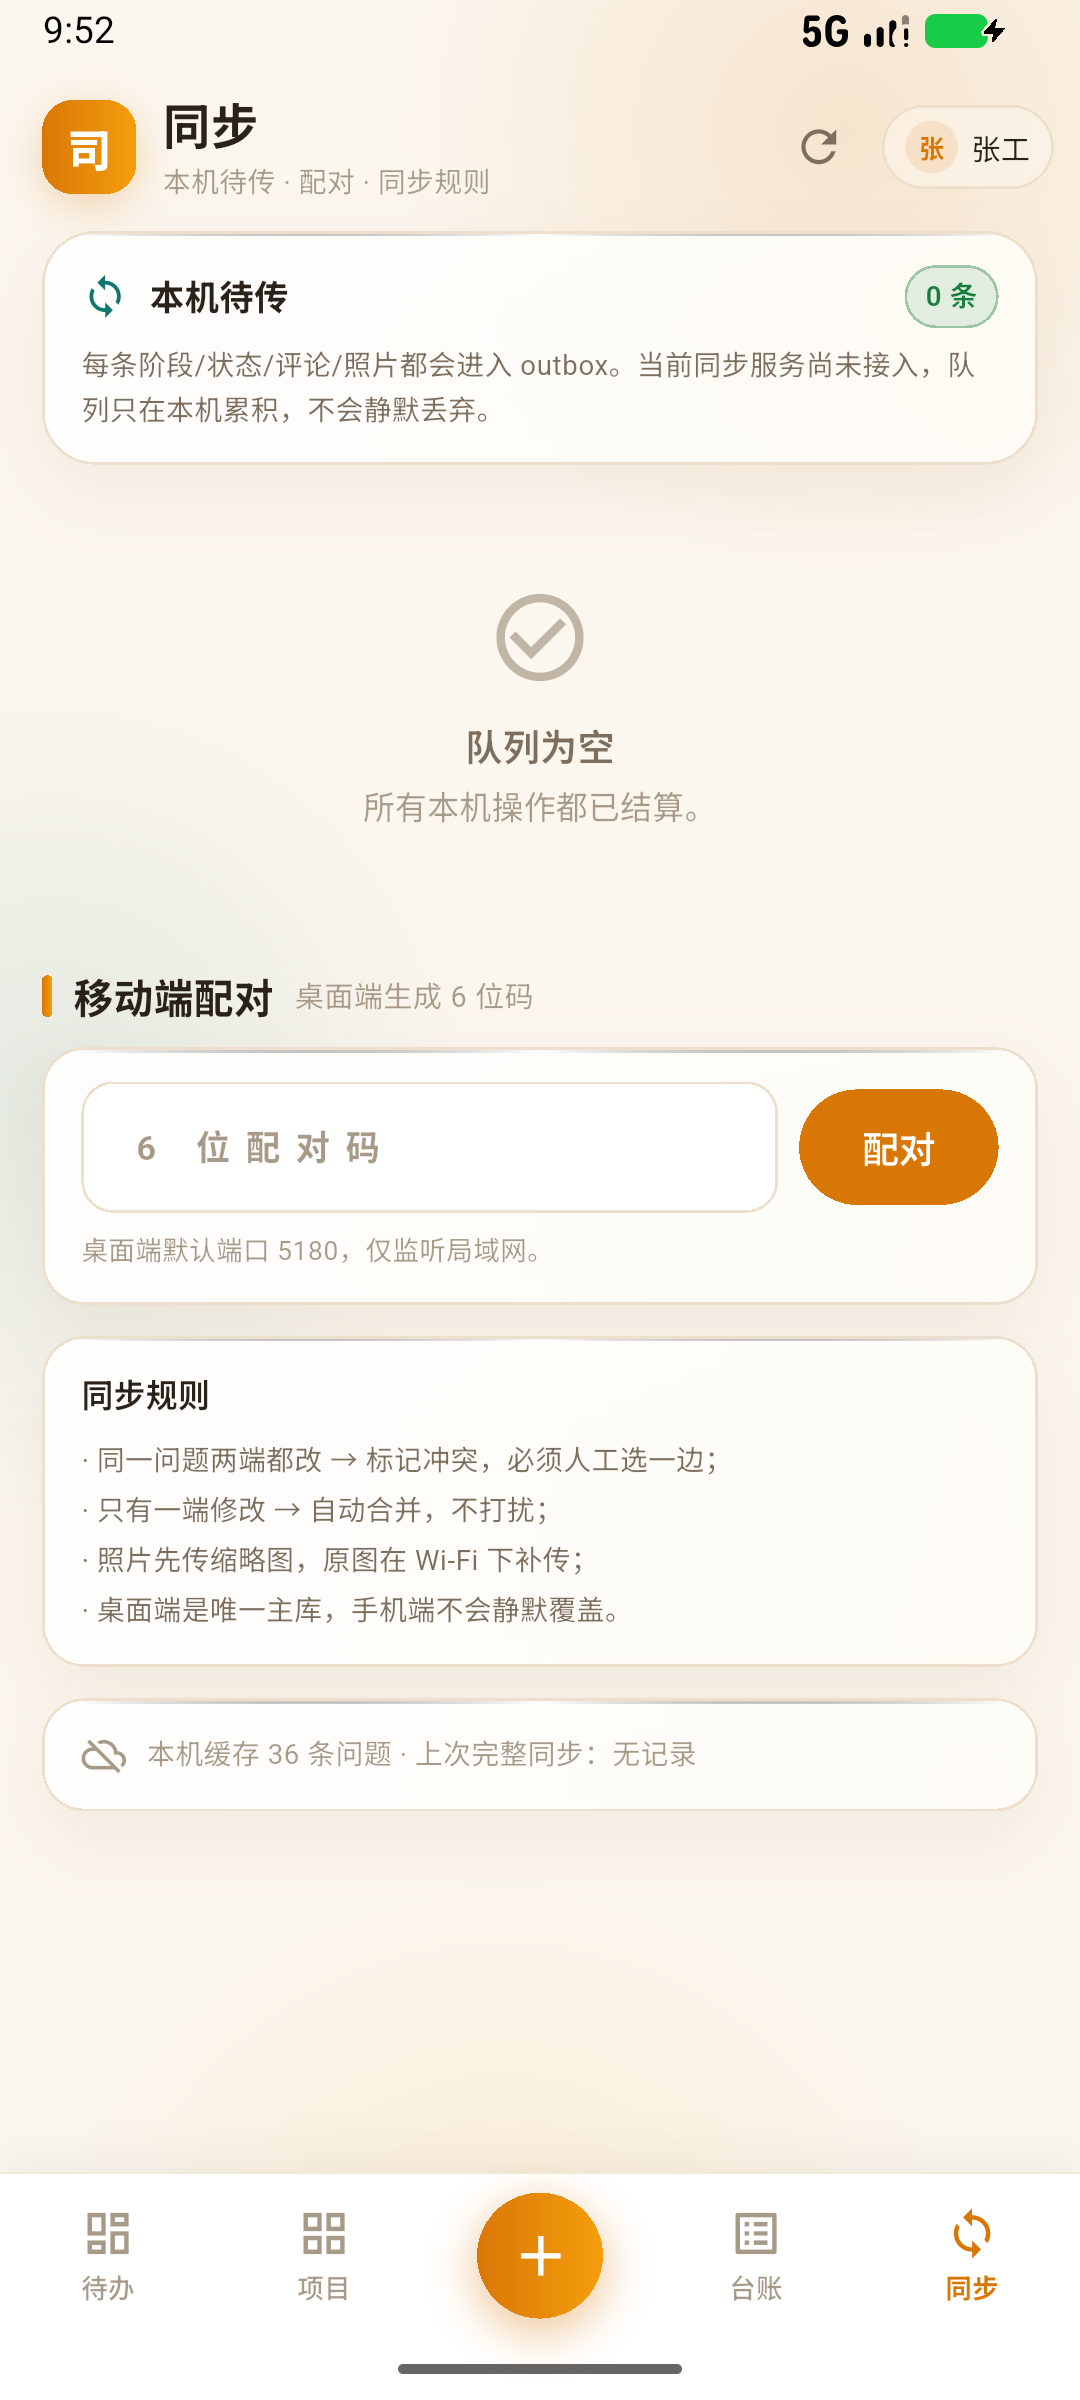 9:52
5G
司
同步
本机待传 · 配对 · 同步规则
张
张工
本机待传
0 条
每条阶段/状态/评论/照片都会进入 outbox。当前同步服务尚未接入，队
列只在本机累积，不会静默丢弃。
队列为空
所有本机操作都已结算。
移动端配对
桌面端生成 6 位码
6 位配对码
配对
桌面端默认端口 5180，仅监听局域网。
同步规则
· 同一问题两端都改 → 标记冲突，必须人工选一边；
· 只有一端修改 → 自动合并，不打扰；
· 照片先传缩略图，原图在 Wi-Fi 下补传；
· 桌面端是唯一主库，手机端不会静默覆盖。
本机缓存 36 条问题 · 上次完整同步：无记录
待办
项目
台账
同步